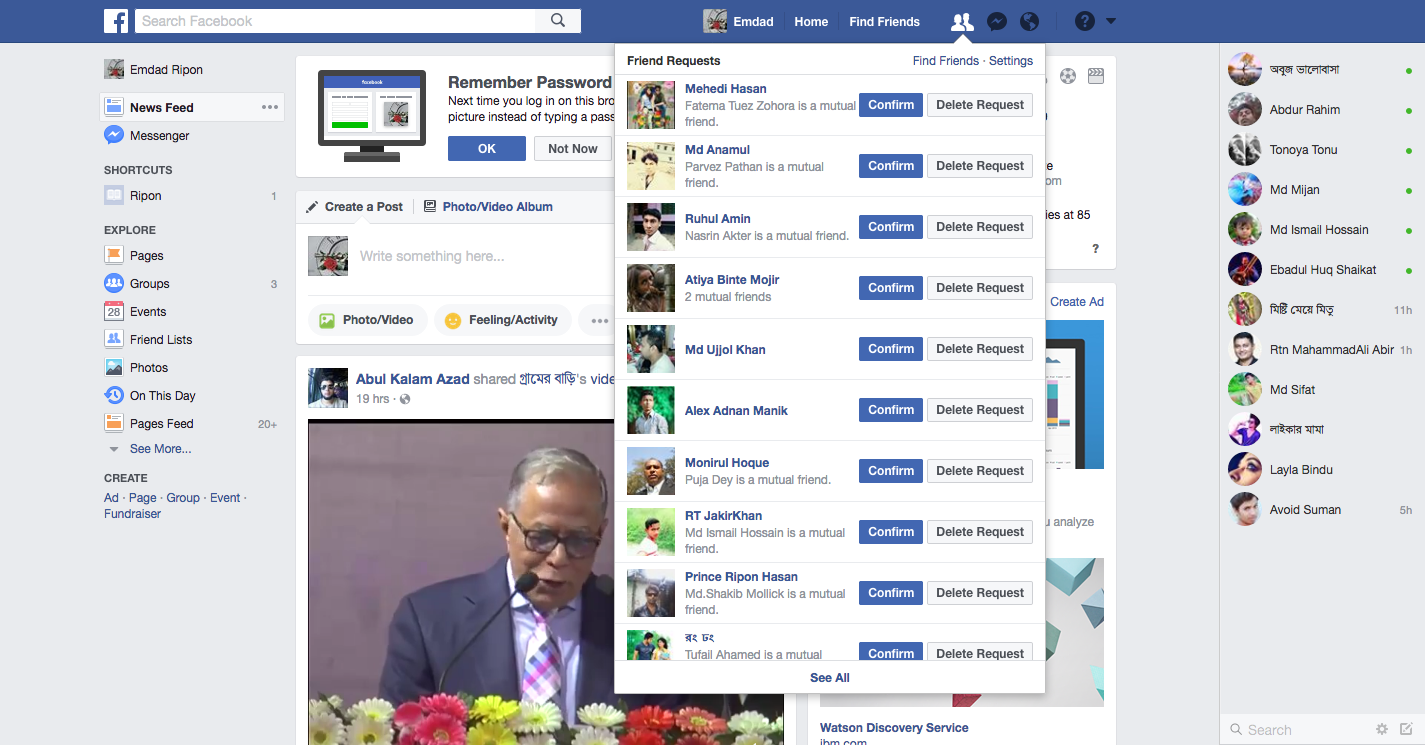 f
Search Facebook
Emdad
Home
Find Friends
?
Emdad Ripon
News Feed
Messenger
SHORTCUTS
Ripon 1
EXPLORE
Pages
Groups 3
28 Events
Friend Lists
Photos
On This Day
Pages Feed 20+
See More...
CREATE
Ad · Page · Group · Event ·
Fundraiser
facebook
Remember Password
Next time you log in on this bro
picture instead of typing a pass
OK
Not Now
Create a Post
Photo/Video Album
Write something here...
Photo/Video
Feeling/Activity
Abul Kalam Azad shared গ্রামের বাড়ি's vide
19 hrs ·
Friend Requests
Find Friends · Settings
Mehedi Hasan
Fatema Tuez Zohora is a mutual
friend.
Confirm
Delete Request
Md Anamul
Parvez Pathan is a mutual
friend.
Confirm
Delete Request
Ruhul Amin
Nasrin Akter is a mutual friend.
Confirm
Delete Request
Atiya Binte Mojir
2 mutual friends
Confirm
Delete Request
Md Ujjol Khan
Confirm
Delete Request
Alex Adnan Manik
Confirm
Delete Request
Monirul Hoque
Puja Dey is a mutual friend.
Confirm
Delete Request
RT JakirKhan
Md Ismail Hossain is a mutual
friend.
Confirm
Delete Request
Prince Ripon Hasan
Md.Shakib Mollick is a mutual
friend.
Confirm
Delete Request
রং ঢং
Tufail Ahamed is a mutual
Confirm
Delete Request
See All
om
ies at 85
?
Create Ad
u analyze
Watson Discovery Service
ibm.com
অবুজ ভালোবাসা
Abdur Rahim
Tonoya Tonu
Md Mijan
Md Ismail Hossain
Ebadul Huq Shaikat
মিষ্টি মেয়ে মিতু 11h
Rtn MahammadAli Abir 1h
Md Sifat
লাইকার মামা
Layla Bindu
Avoid Suman 5h
Search